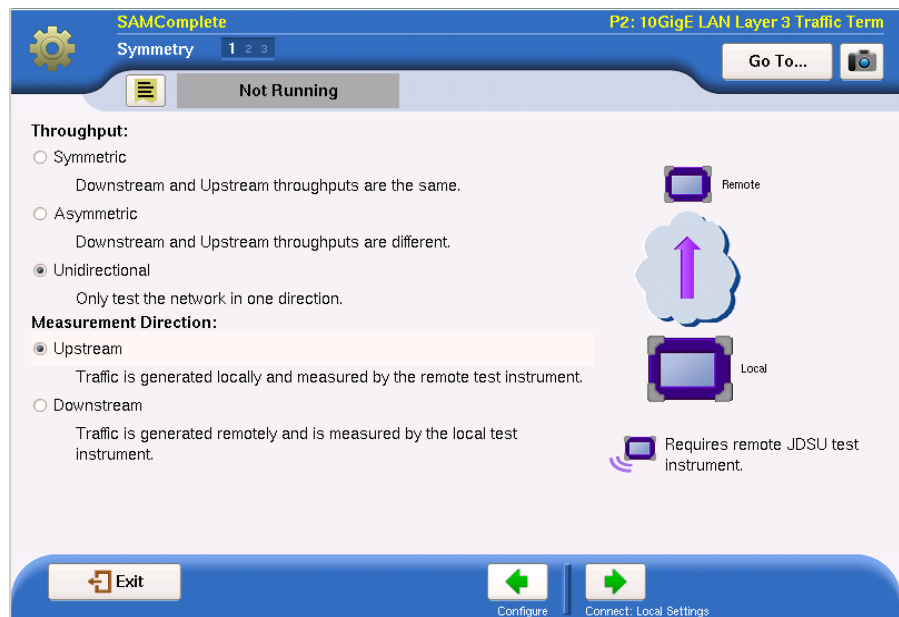 SAMComplete
P2: 10GigE LAN Layer 3 Traffic Term
Symmetry 1 2 3
Go To...
Not Running
Throughput:
Symmetric
Downstream and Upstream throughputs are the same.
Asymmetric
Downstream and Upstream throughputs are different.
Unidirectional
Only test the network in one direction.
Measurement Direction:
Upstream
Traffic is generated locally and measured by the remote test instrument.
Downstream
Traffic is generated remotely and is measured by the local test
instrument.
Remote
Local
Requires remote JDSU test
instrument.
Exit
Configure
Connect: Local Settings